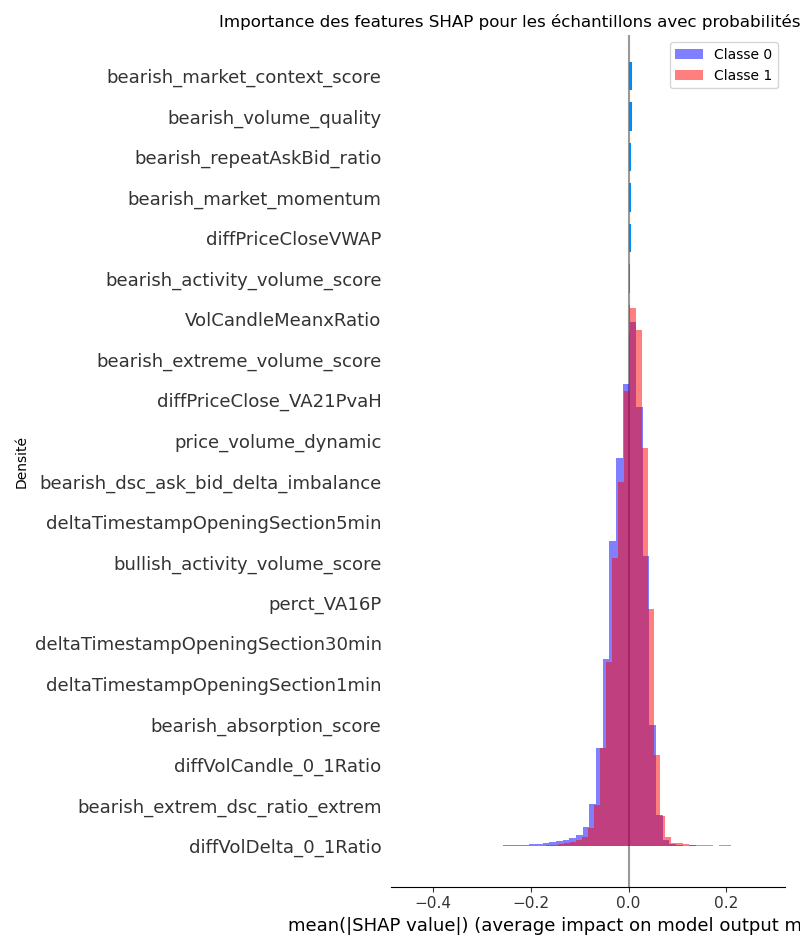 Importance des features SHAP pour les échantillons avec probabilités
Classe 0
Classe 1
bearish_market_context_score
bearish_volume_quality
bearish_repeatAskBid_ratio
bearish_market_momentum
diffPriceCloseVWAP
bearish_activity_volume_score
VolCandleMeanxRatio
bearish_extreme_volume_score
diffPriceClose_VA21PvaH
price_volume_dynamic
Densité
bearish_dsc_ask_bid_delta_imbalance
deltaTimestampOpeningSection5min
bullish_activity_volume_score
perct_VA16P
deltaTimestampOpeningSection30min
deltaTimestampOpeningSection1min
bearish_absorption_score
diffVolCandle_0_1Ratio
bearish_extrem_dsc_ratio_extrem
diffVolDelta_0_1Ratio
−0.4 −0.2 0.0 0.2
mean(|SHAP value|) (average impact on model output m